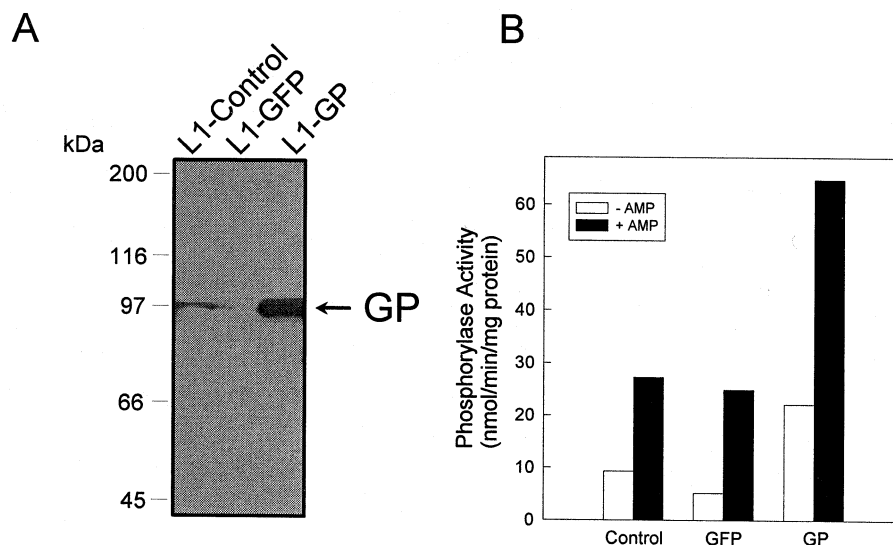 A
L1-Control
L1-GFP
L1-GP
kDa
200
116
97
66
45
GP
B
Phosphorylase Activity
(nmol/min/mg protein)
- AMP
+ AMP
60
50
40
30
20
10
0
Control
GFP
GP